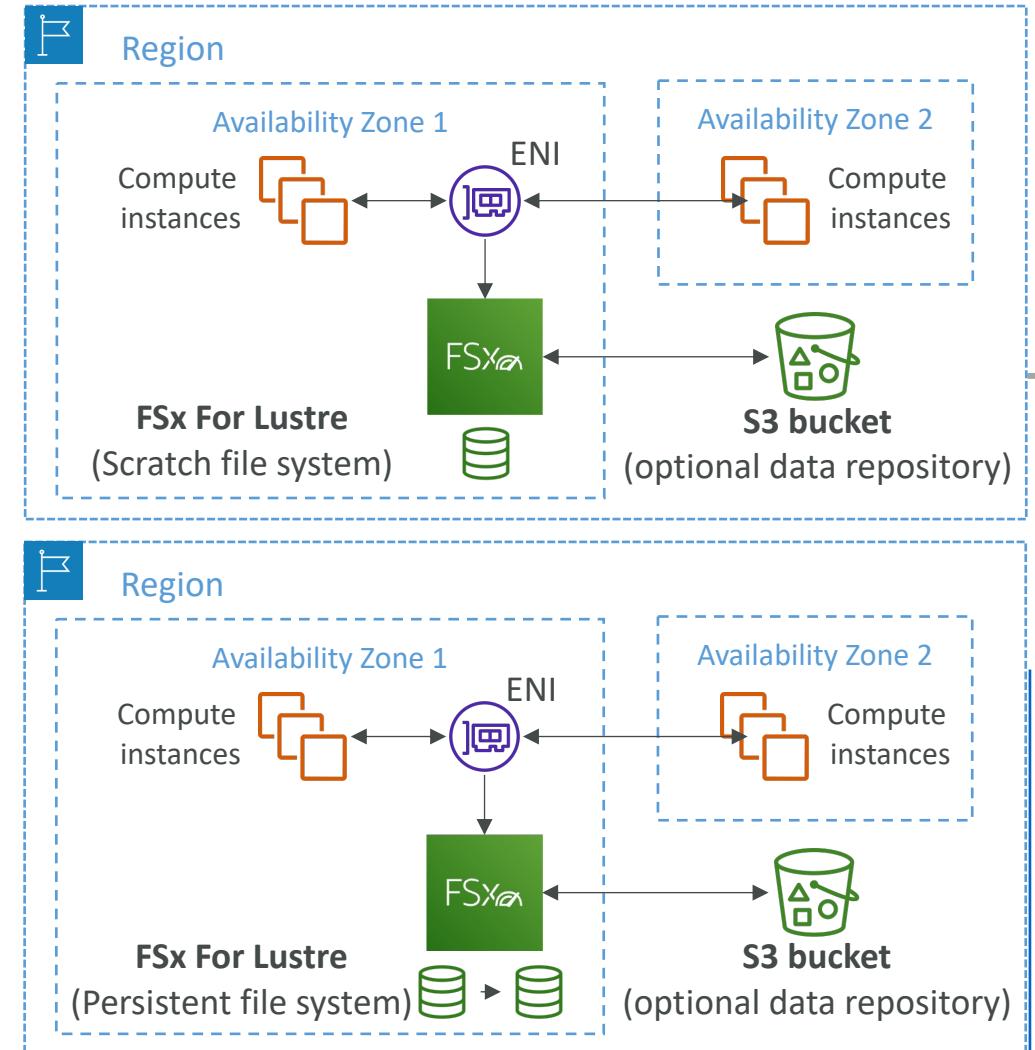 Region
Availability Zone 1
Availability Zone 2
ENI
Compute
instances
Compute
instances
FSx
FSx For Lustre
(Scratch file system)
S3 bucket
(optional data repository)
Region
Availability Zone 1
Availability Zone 2
ENI
Compute
instances
Compute
instances
FSx
FSx For Lustre
(Persistent file system)
S3 bucket
(optional data repository)